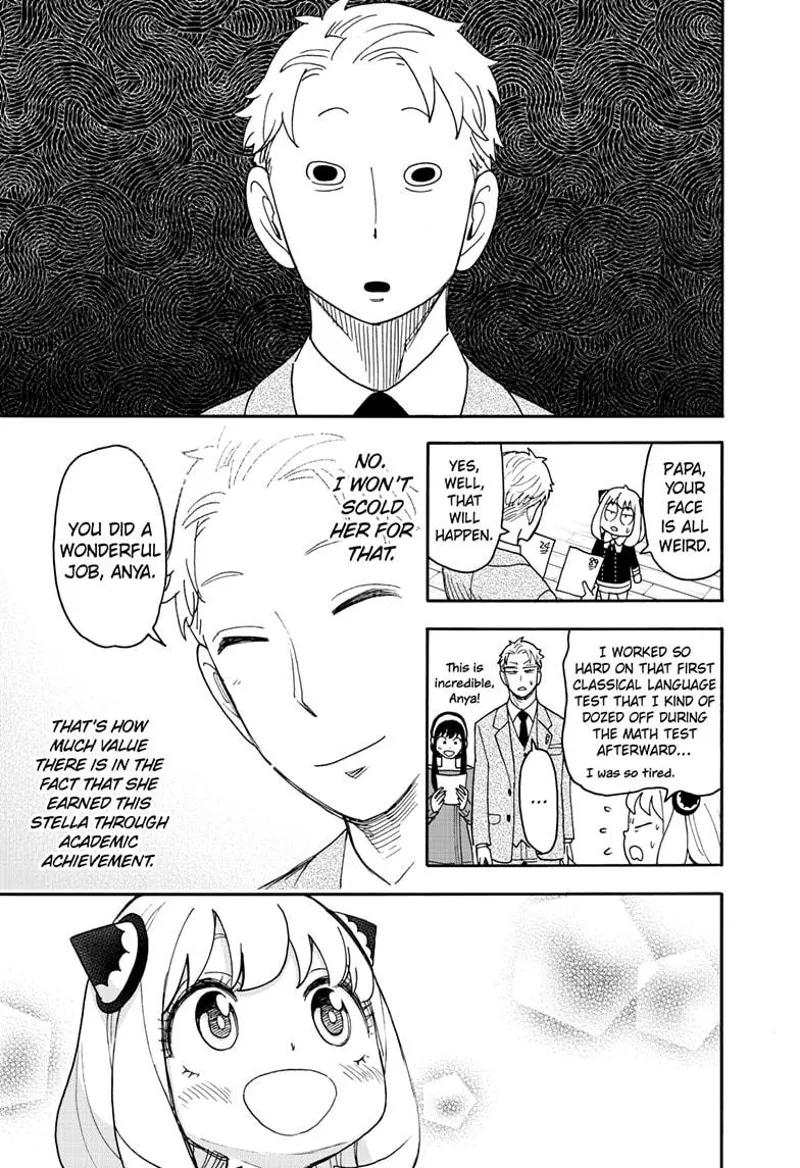 PAPA,
YOUR
FACE
IS ALL
WEIRD.
YES,
WELL,
THAT
WILL
HAPPEN.
89
I WORKED SO
HARD ON THAT FIRST
CLASSICAL LANGUAGE
TEST THAT I KIND OF
DOZED OFF DURING
THE MATH TEST
AFTERWARD...
I was so tired.
...
This is
incredible,
Anya!
NO.
I WON'T
SCOLD
HER FOR
THAT.
YOU DID A
WONDERFUL
JOB, ANYA.
THAT'S HOW
MUCH VALUE
THERE IS IN THE
FACT THAT SHE
EARNED THIS
STELLA THROUGH
ACADEMIC
ACHIEVEMENT.